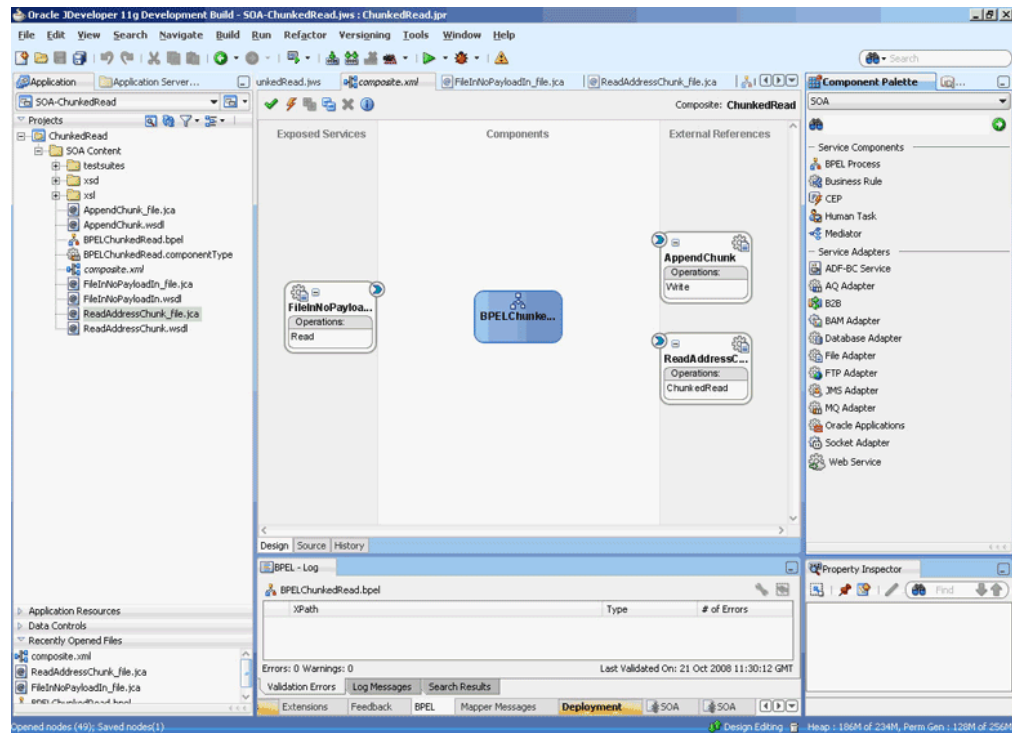 Oracle JDeveloper 11g Development Build - SOA-ChunkedRead.jws : ChunkedRead.jpr
File Edit View Search Navigate Build Run Refactor Versioning Tools Window Help
Search
Application
Application Server...
unkedRead.jws
composite.xml
FileInNoPayloadIn_file.jca
ReadAddressChunk_file.jca
Component Palette
SOA-ChunkedRead
Composite: ChunkedRead
SOA
Projects
ChunkedRead
SOA Content
testsuites
xsd
xsl
AppendChunk_file.jca
AppendChunk.wsdl
BPELChunkedRead.bpel
BPELChunkedRead.componentType
composite.xml
FileInNoPayloadIn_file.jca
FileInNoPayloadIn.wsdl
ReadAddressChunk_file.jca
ReadAddressChunk.wsdl
Exposed Services
Components
External References
FileInNoPayloa...
Operations:
Read
BPELChunke...
AppendChunk
Operations:
Write
ReadAddressC...
Operations:
ChunkedRead
Service Components
BPEL Process
Business Rule
CEP
Human Task
Mediator
Service Adapters
ADF-BC Service
AQ Adapter
B2B
BAM Adapter
Database Adapter
File Adapter
FTP Adapter
JMS Adapter
MQ Adapter
Oracle Applications
Socket Adapter
Web Service
Design Source History
BPEL - Log
BPELChunkedRead.bpel
XPath Type # of Errors
Errors: 0 Warnings: 0
Last Validated On: 21 Oct 2008 11:30:12 GMT
Validation Errors Log Messages Search Results
Extensions Feedback BPEL Mapper Messages Deployment SOA SOA
Property Inspector
Find
Application Resources
Data Controls
Recently Opened Files
composite.xml
ReadAddressChunk_file.jca
FileInNoPayloadIn_file.jca
BPELChunkedRead.bpel
Opened nodes (49); Saved nodes(1)
Design Editing
Heap : 186M of 234M, Perm Gen : 128M of 256M